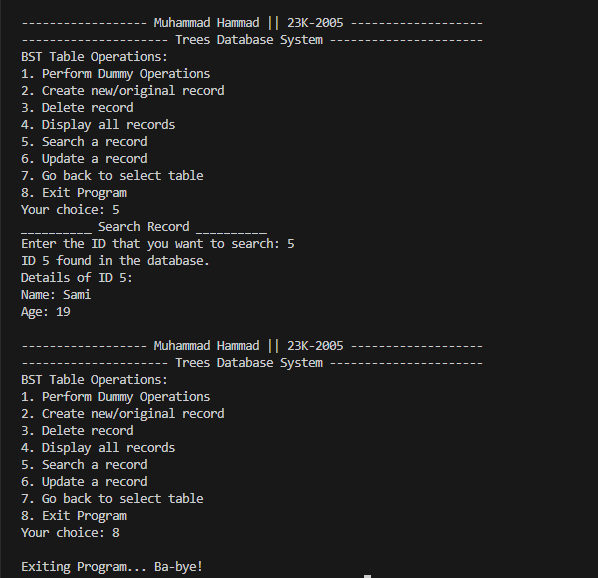 ------------------ Muhammad Hammad || 23K-2005 -------------------
--------------------- Trees Database System ----------------------
BST Table Operations:
1. Perform Dummy Operations
2. Create new/original record
3. Delete record
4. Display all records
5. Search a record
6. Update a record
7. Go back to select table
8. Exit Program
Your choice: 5
__________ Search Record __________
Enter the ID that you want to search: 5
ID 5 found in the database.
Details of ID 5:
Name: Sami
Age: 19
------------------ Muhammad Hammad || 23K-2005 -------------------
--------------------- Trees Database System ----------------------
BST Table Operations:
1. Perform Dummy Operations
2. Create new/original record
3. Delete record
4. Display all records
5. Search a record
6. Update a record
7. Go back to select table
8. Exit Program
Your choice: 8
Exiting Program... Ba-bye!